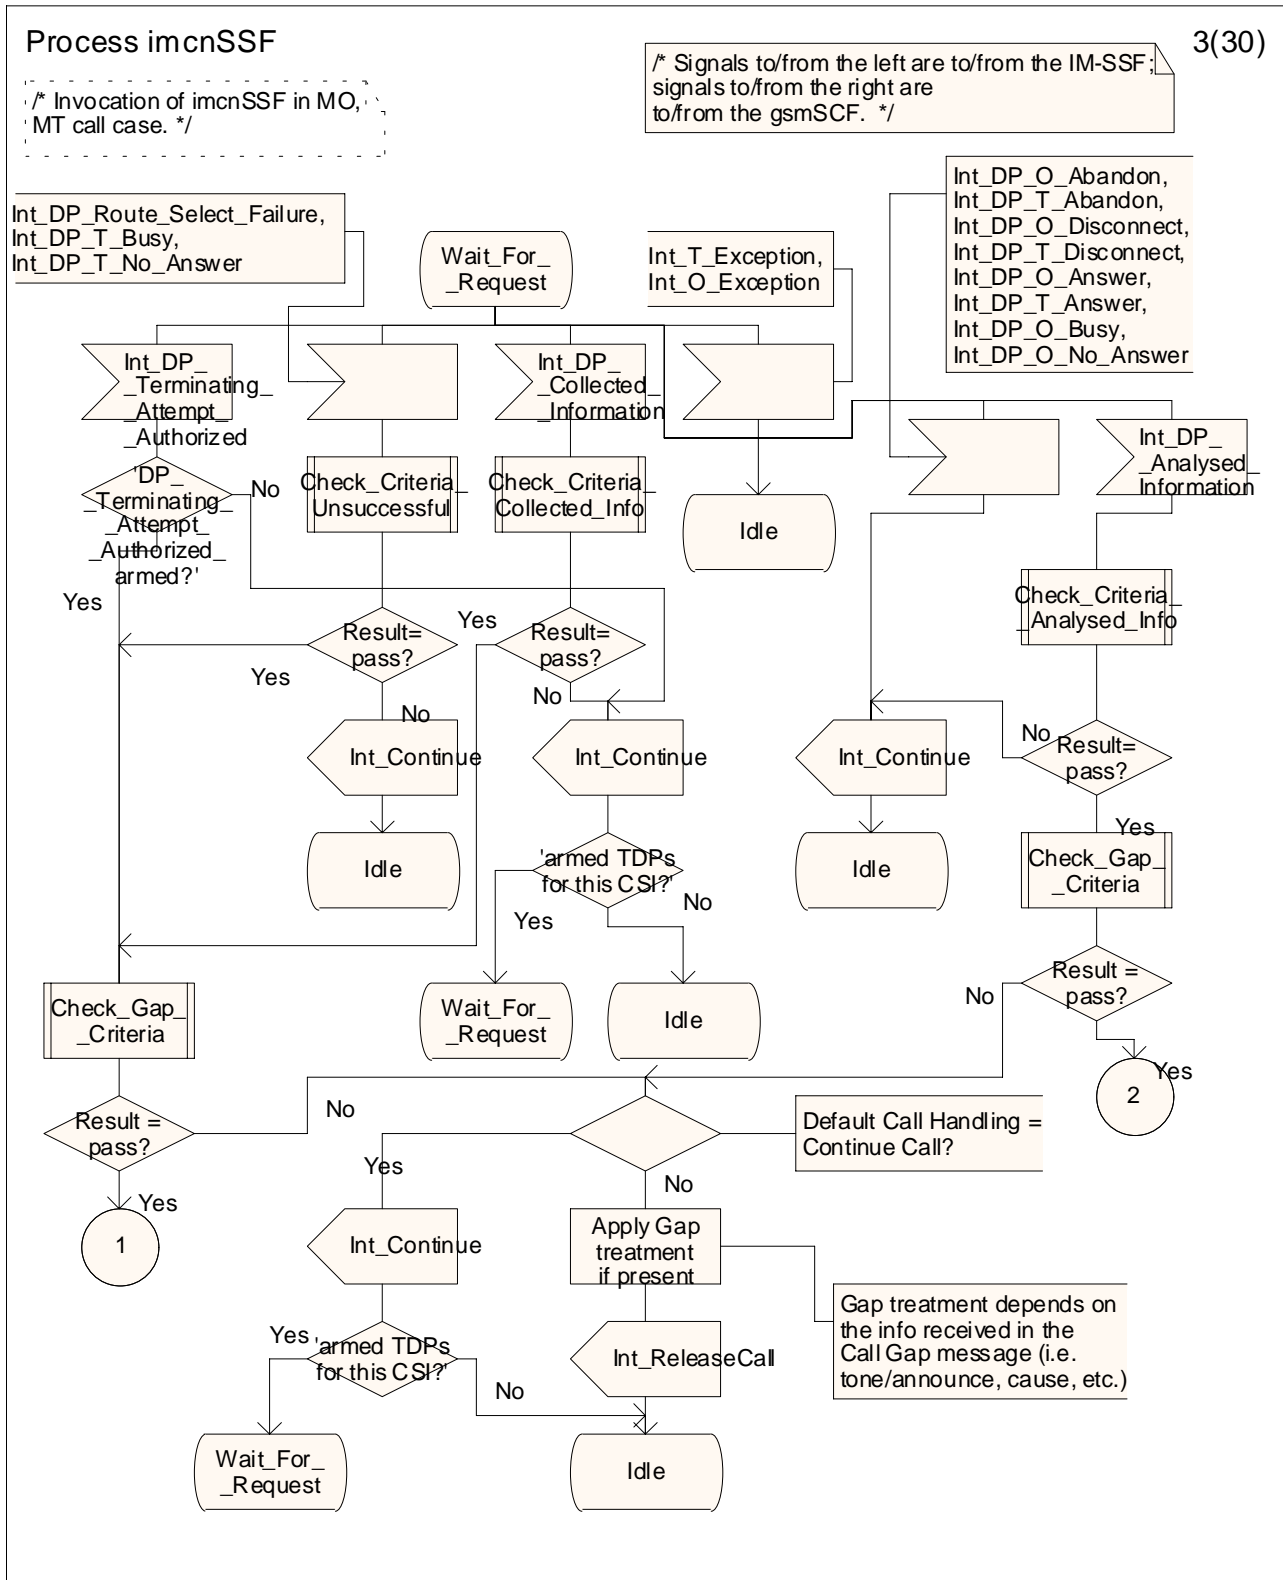 Process imcnSSF
3(30)
/* Invocation of imcnSSF in MO,
MT call case. */
/* Signals to/from the left are to/from the IM-SSF;
signals to/from the right are
to/from the gsmSCF. */
Int_DP_Route_Select_Failure,
Int_DP_T_Busy,
Int_DP_T_No_Answer
Wait_For_
_Request
Int_T_Exception,
Int_O_Exception
Int_DP_O_Abandon,
Int_DP_T_Abandon,
Int_DP_O_Disconnect,
Int_DP_T_Disconnect,
Int_DP_O_Answer,
Int_DP_T_Answer,
Int_DP_O_Busy,
Int_DP_O_No_Answer
Int_DP_
_Terminating_
_Attempt_
_Authorized
Int_DP_
_Collected_
_Information
Int_DP_
_Analysed_
Information
'DP_
_Terminating_
_Attempt_
_Authorized_
armed?'
No
Yes
Check_Criteria_
Unsuccessful
Check_Criteria_
Collected_Info
Idle
Check_Criteria_
_Analysed_Info
Result=
pass?
Yes
No
Yes
Result=
pass?
No
Int_Continue
Int_Continue
Int_Continue
No
Result=
pass?
Yes
Idle
'armed TDPs
for this CSI?'
Yes
No
Idle
Check_Gap_
_Criteria
Check_Gap_
_Criteria
Wait_For_
_Request
Idle
No
Result =
pass?
Yes
2
Result =
pass?
No
Yes
1
Default Call Handling =
Continue Call?
Yes
No
Int_Continue
Apply Gap
treatment
if present
Gap treatment depends on
the info received in the
Call Gap message (i.e.
tone/announce, cause, etc.)
Yes
'armed TDPs
for this CSI?'
No
Int_ReleaseCall
Wait_For_
_Request
Idle